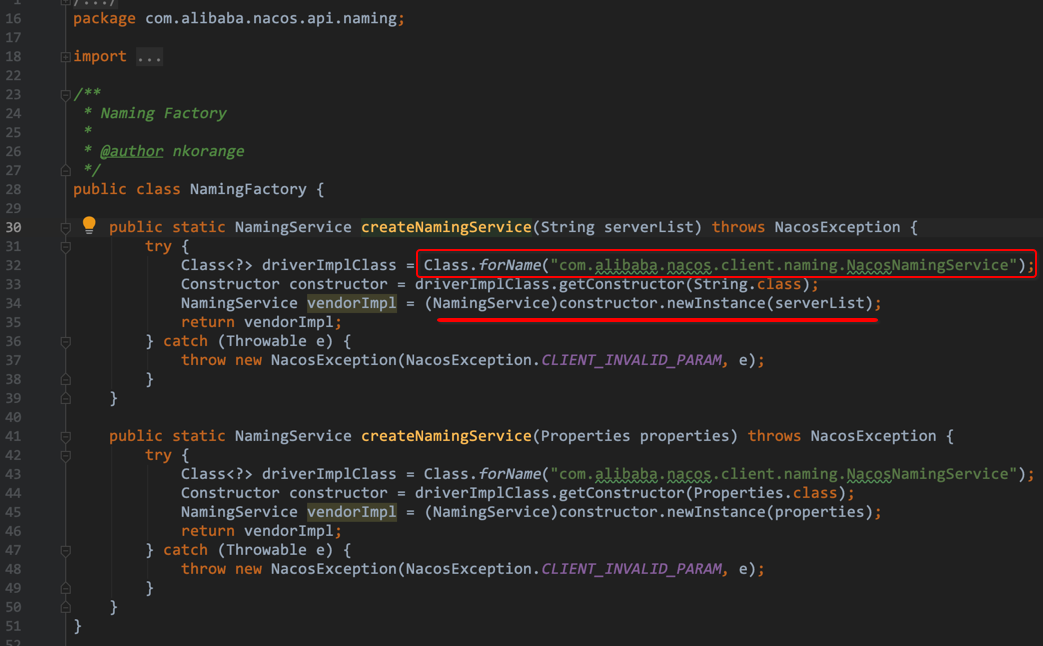 1 /.../
16 package com.alibaba.nacos.api.naming;
17
18 import ...
22
23 /**
24  * Naming Factory
25  *
26  * @author nkorange
27  */
28 public class NamingFactory {
29
30     public static NamingService createNamingService(String serverList) throws NacosException {
31         try {
32             Class<?> driverImplClass = Class.forName("com.alibaba.nacos.client.naming.NacosNamingService");
33             Constructor constructor = driverImplClass.getConstructor(String.class);
34             NamingService vendorImpl = (NamingService)constructor.newInstance(serverList);
35             return vendorImpl;
36         } catch (Throwable e) {
37             throw new NacosException(NacosException.CLIENT_INVALID_PARAM, e);
38         }
39     }
40
41     public static NamingService createNamingService(Properties properties) throws NacosException {
42         try {
43             Class<?> driverImplClass = Class.forName("com.alibaba.nacos.client.naming.NacosNamingService");
44             Constructor constructor = driverImplClass.getConstructor(Properties.class);
45             NamingService vendorImpl = (NamingService)constructor.newInstance(properties);
46             return vendorImpl;
47         } catch (Throwable e) {
48             throw new NacosException(NacosException.CLIENT_INVALID_PARAM, e);
49         }
50     }
51 }
52